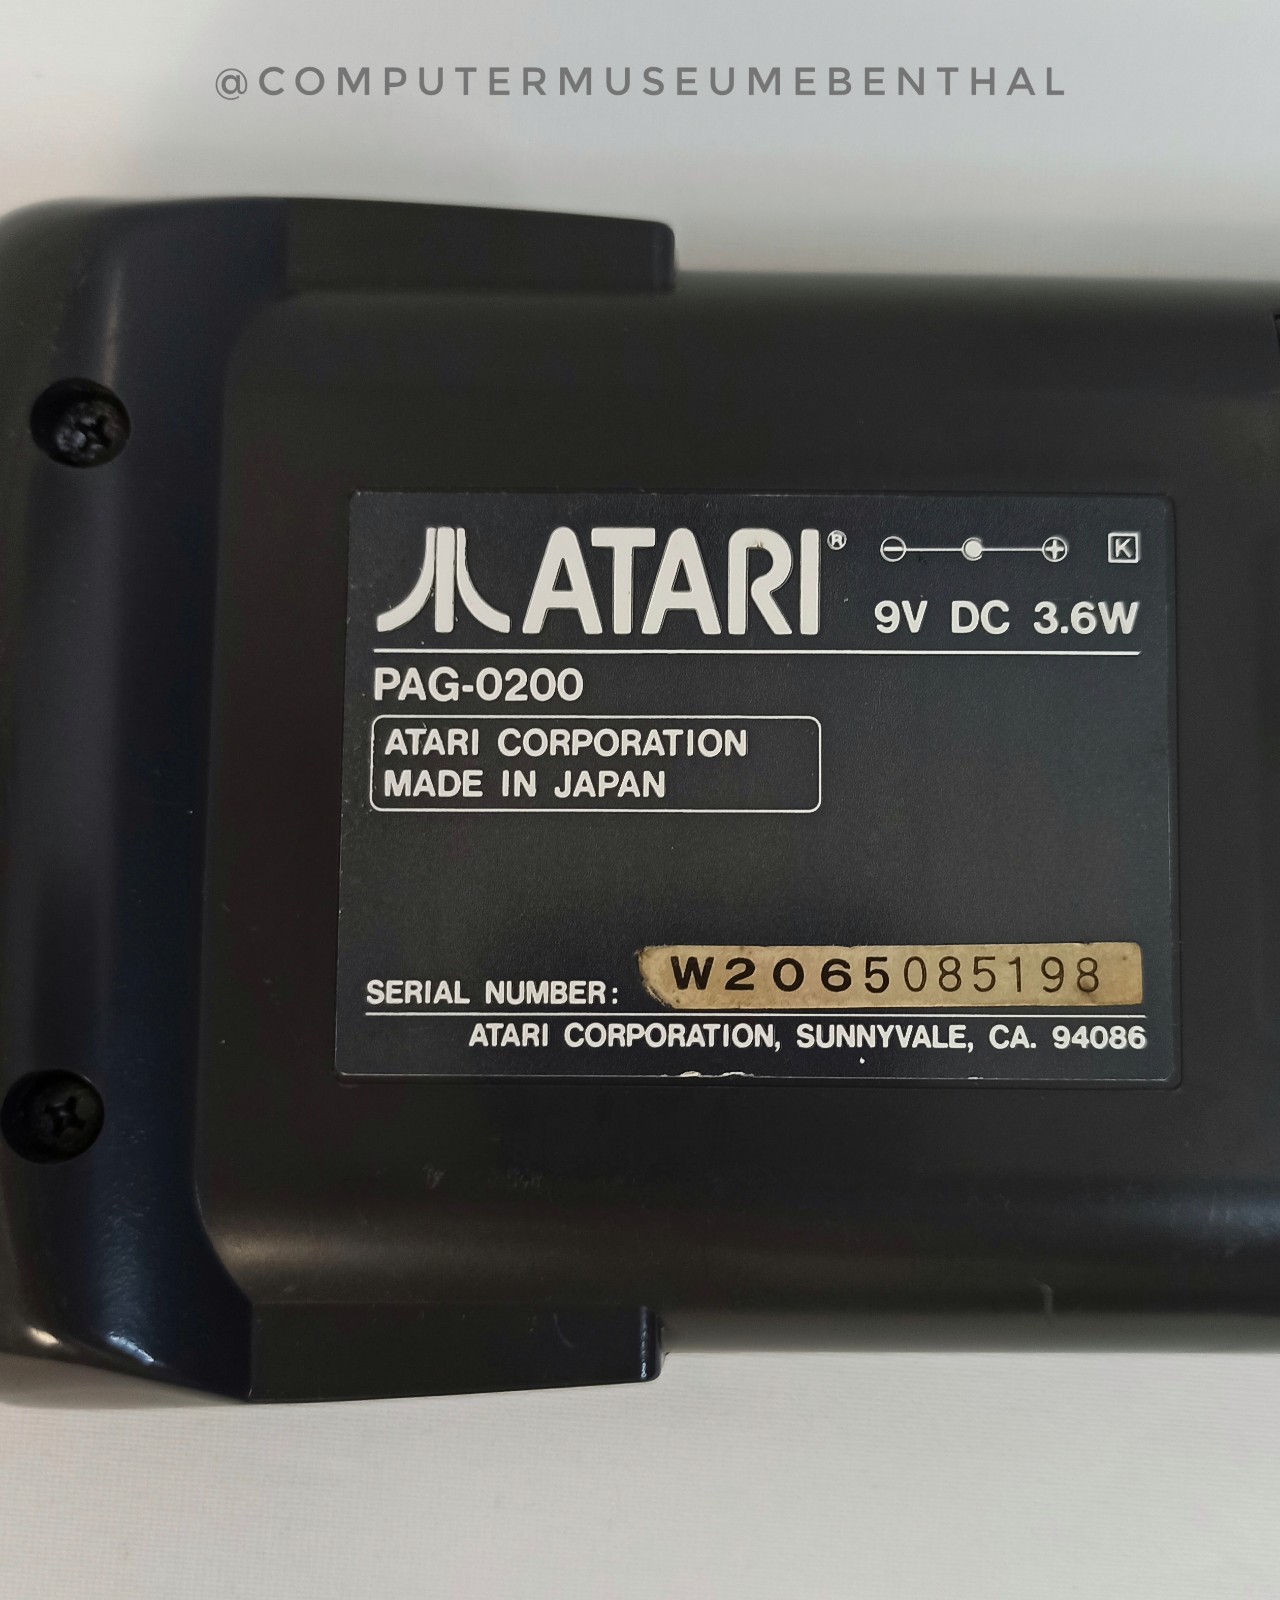 @COMPUTERMUSEUMEBENTHAL
ATARI®
K
9V DC 3.6W
PAG-0200
ATARI CORPORATION
MADE IN JAPAN
SERIAL NUMBER: W2065085198
ATARI CORPORATION, SUNNYVALE, CA. 94086